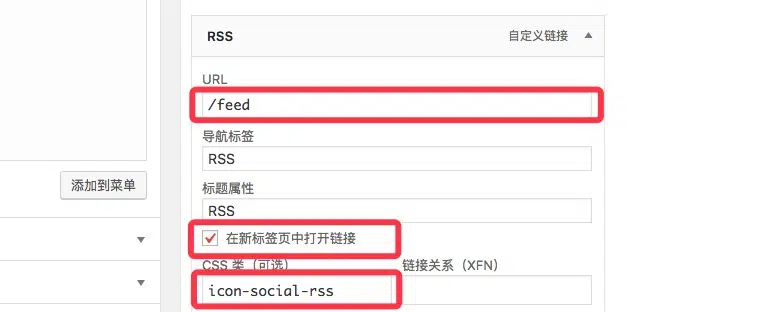 RSS 自定义链接
URL
/feed
导航标签
RSS
标题属性
RSS
添加到菜单
在新标签页中打开链接
CSS 类（可选） 链接关系（XFN）
icon-social-rss